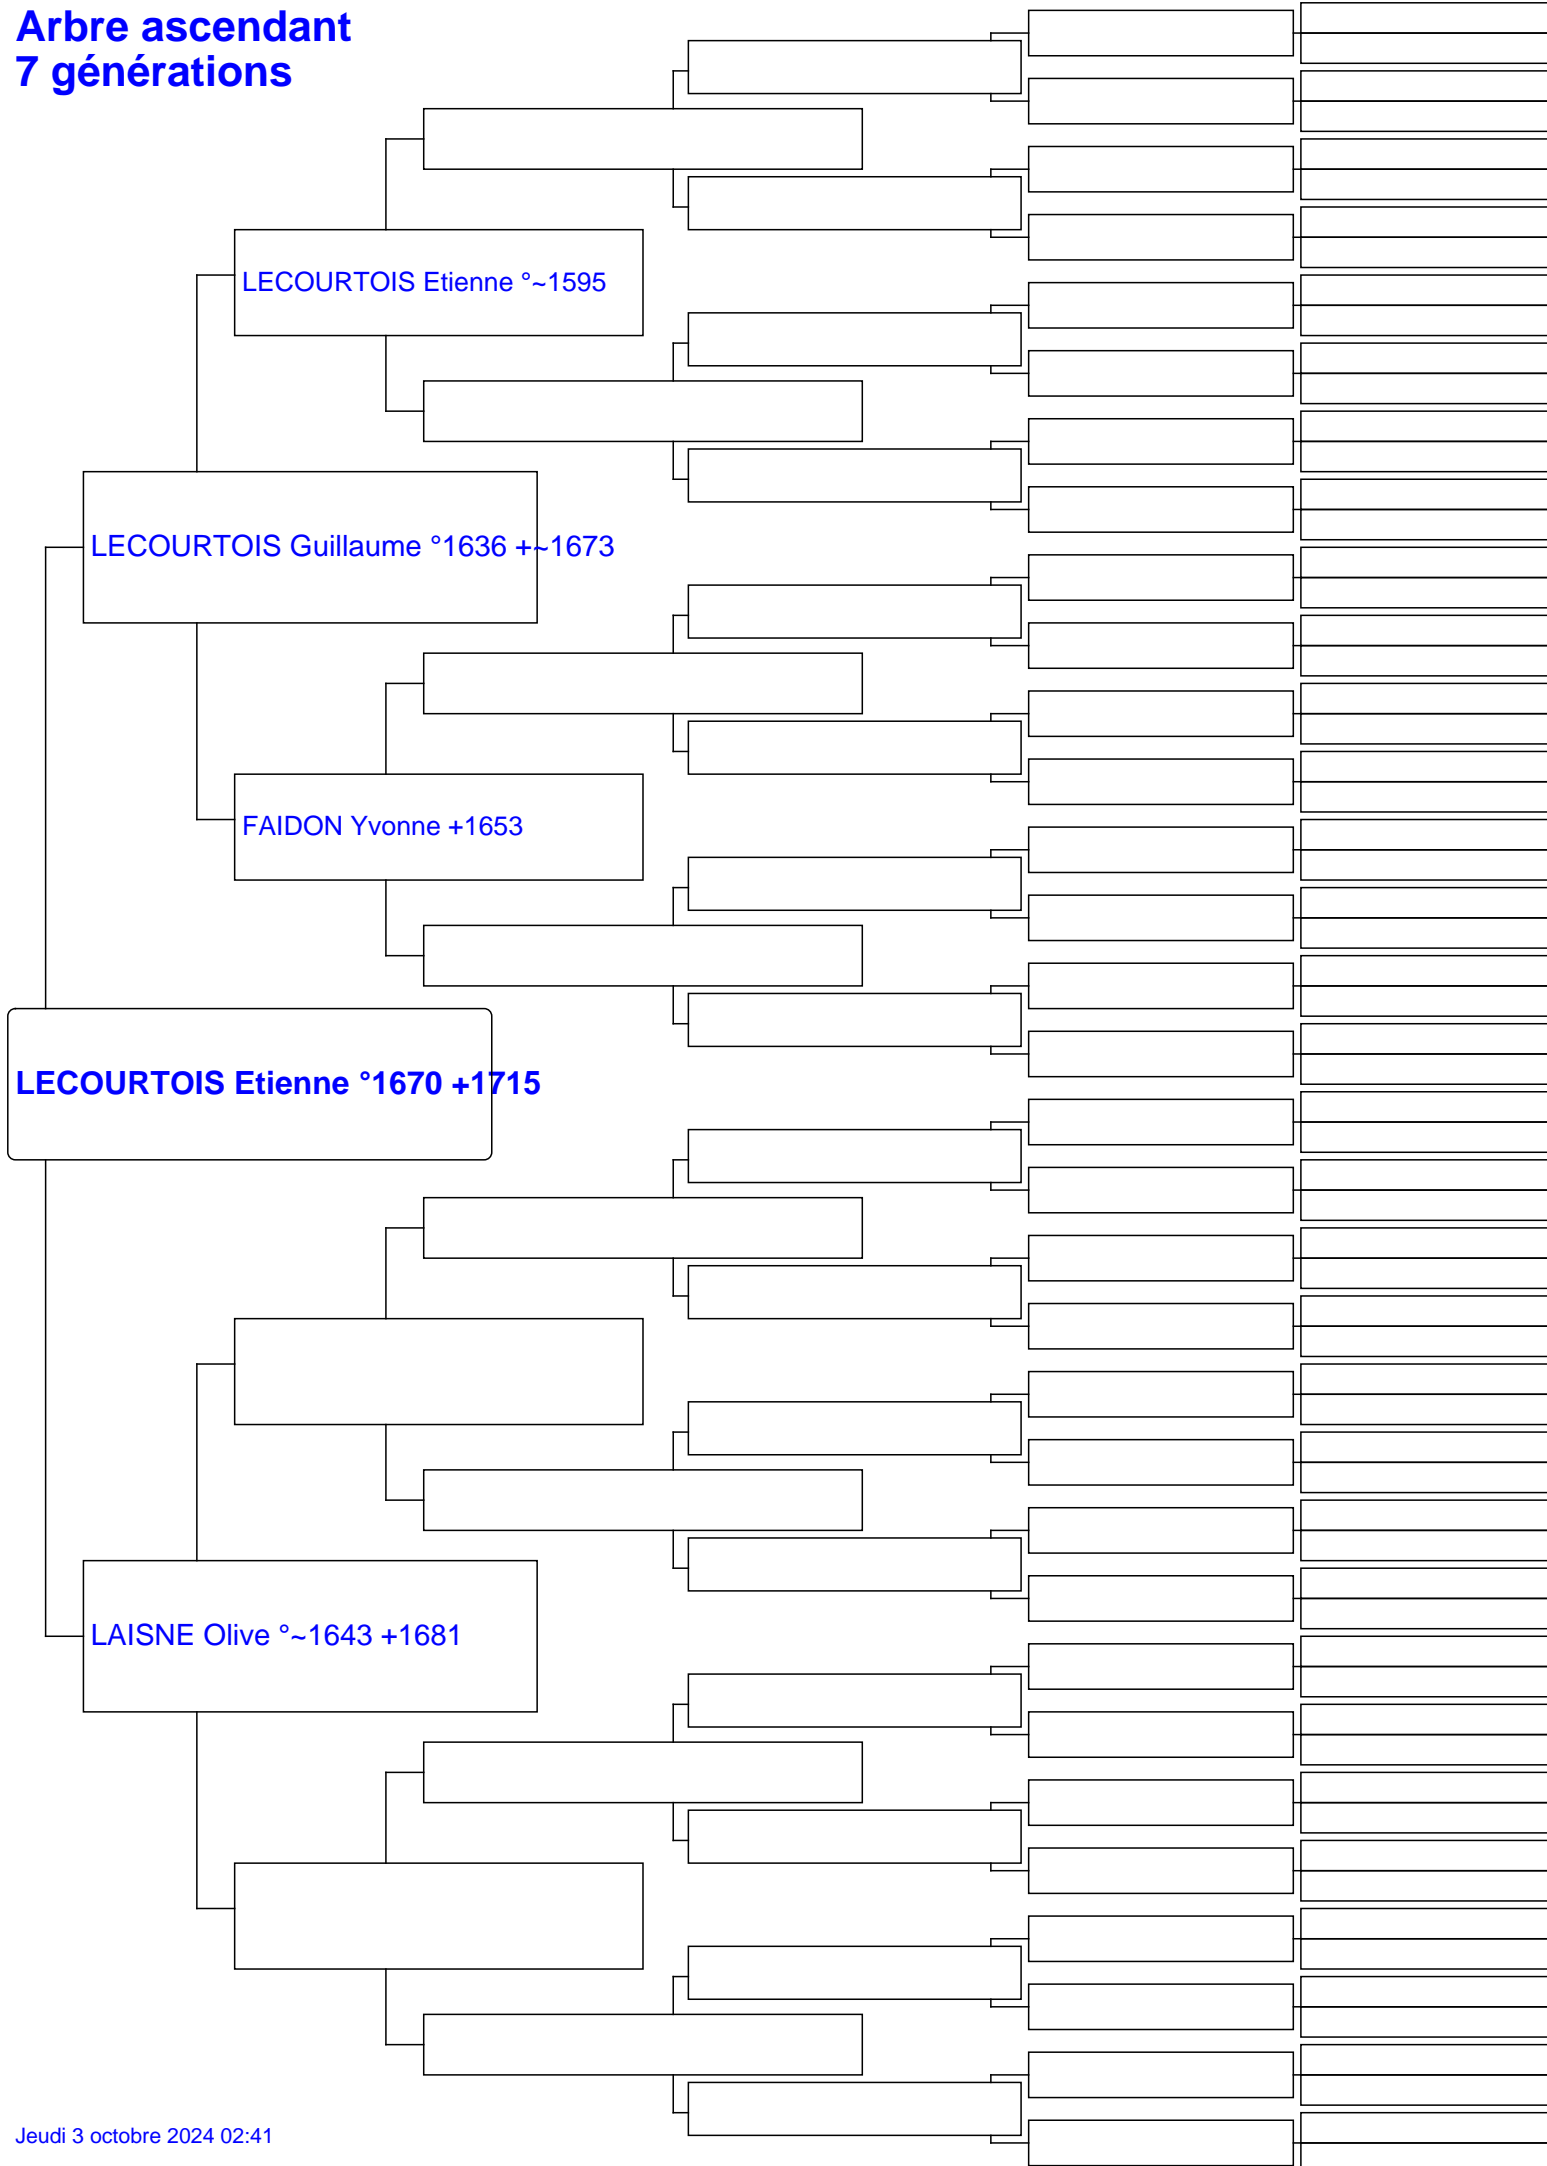 Arbre ascendant
7 générations
LECOURTOIS Etienne °~1595
LECOURTOIS Guillaume °1636 +~1673
FAIDON Yvonne +1653
LECOURTOIS Etienne °1670 +1715
LAISNE Olive °~1643 +1681
Jeudi 3 octobre 2024 02:41